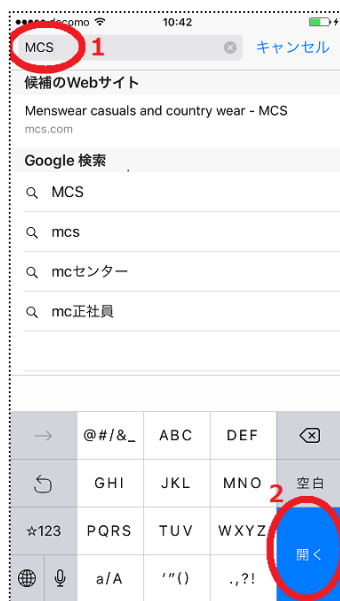 docomo 10:42
MCS 1 キャンセル
候補のWebサイト
Menswear casuals and country wear - MCS
mcs.com
Google 検索
MCS
mcs
mcセンター
mc正社員
→ @#/&_ ABC DEF
GHI JKL MNO 空白
2
☆123 PQRS TUV WXYZ
開く
a/A '"() .,?!